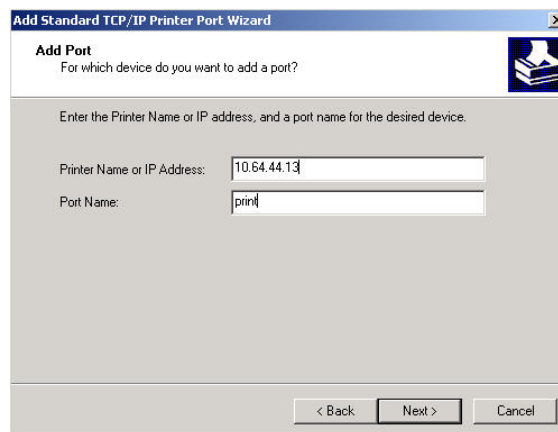 Add Standard TCP/IP Printer Port Wizard
Add Port
For which device do you want to add a port?
Enter the Printer Name or IP address, and a port name for the desired device.
Printer Name or IP Address: 10.64.44.13
Port Name: print
< Back Next > Cancel